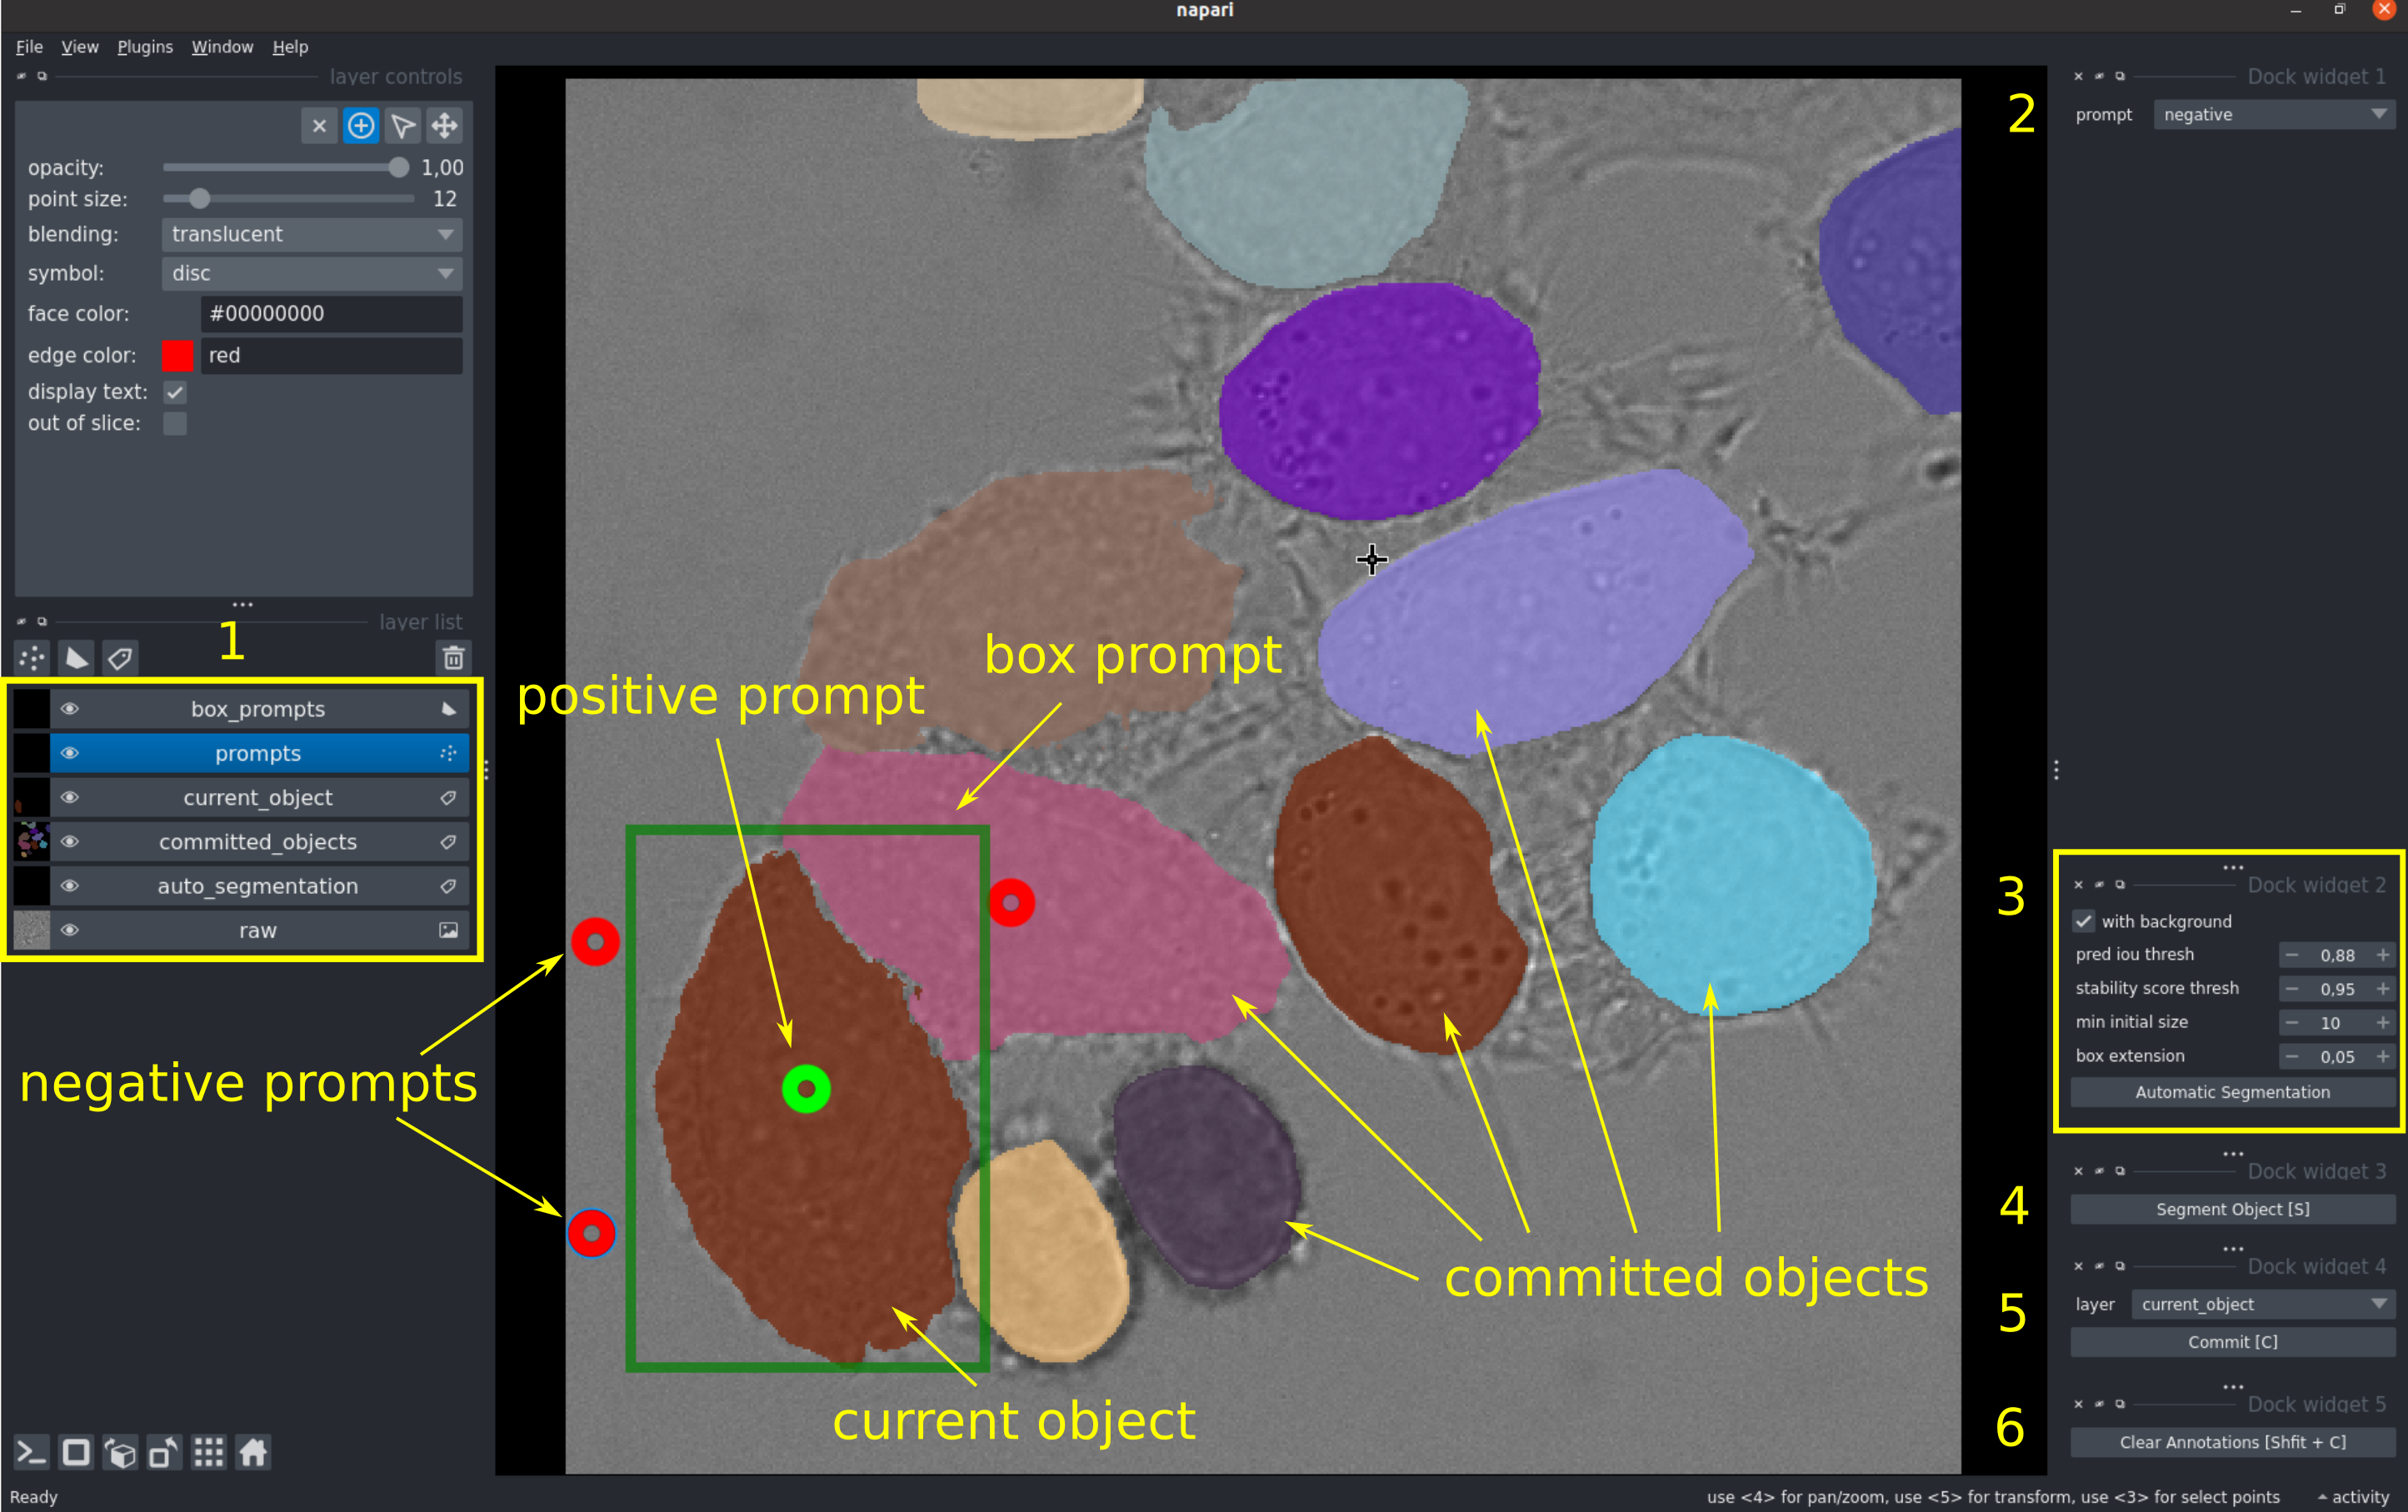 napari
File View Plugins Window Help
layer controls
opacity: 1,00
point size: 12
blending: translucent
symbol: disc
face color: #00000000
edge color: red
display text:
out of slice:
layer list
1
box_prompts
prompts
current_object
committed_objects
auto_segmentation
raw
positive prompt
box prompt
negative prompts
committed objects
current object
2
3
4
5
6
Dock widget 1
prompt negative
Dock widget 2
with background
pred iou thresh 0,88
stability score thresh 0,95
min initial size 10
box extension 0,05
Automatic Segmentation
Dock widget 3
Segment Object [S]
Dock widget 4
layer current_object
Commit [C]
Dock widget 5
Clear Annotations [Shfit + C]
Ready
use <4> for pan/zoom, use <5> for transform, use <3> for select points
activity